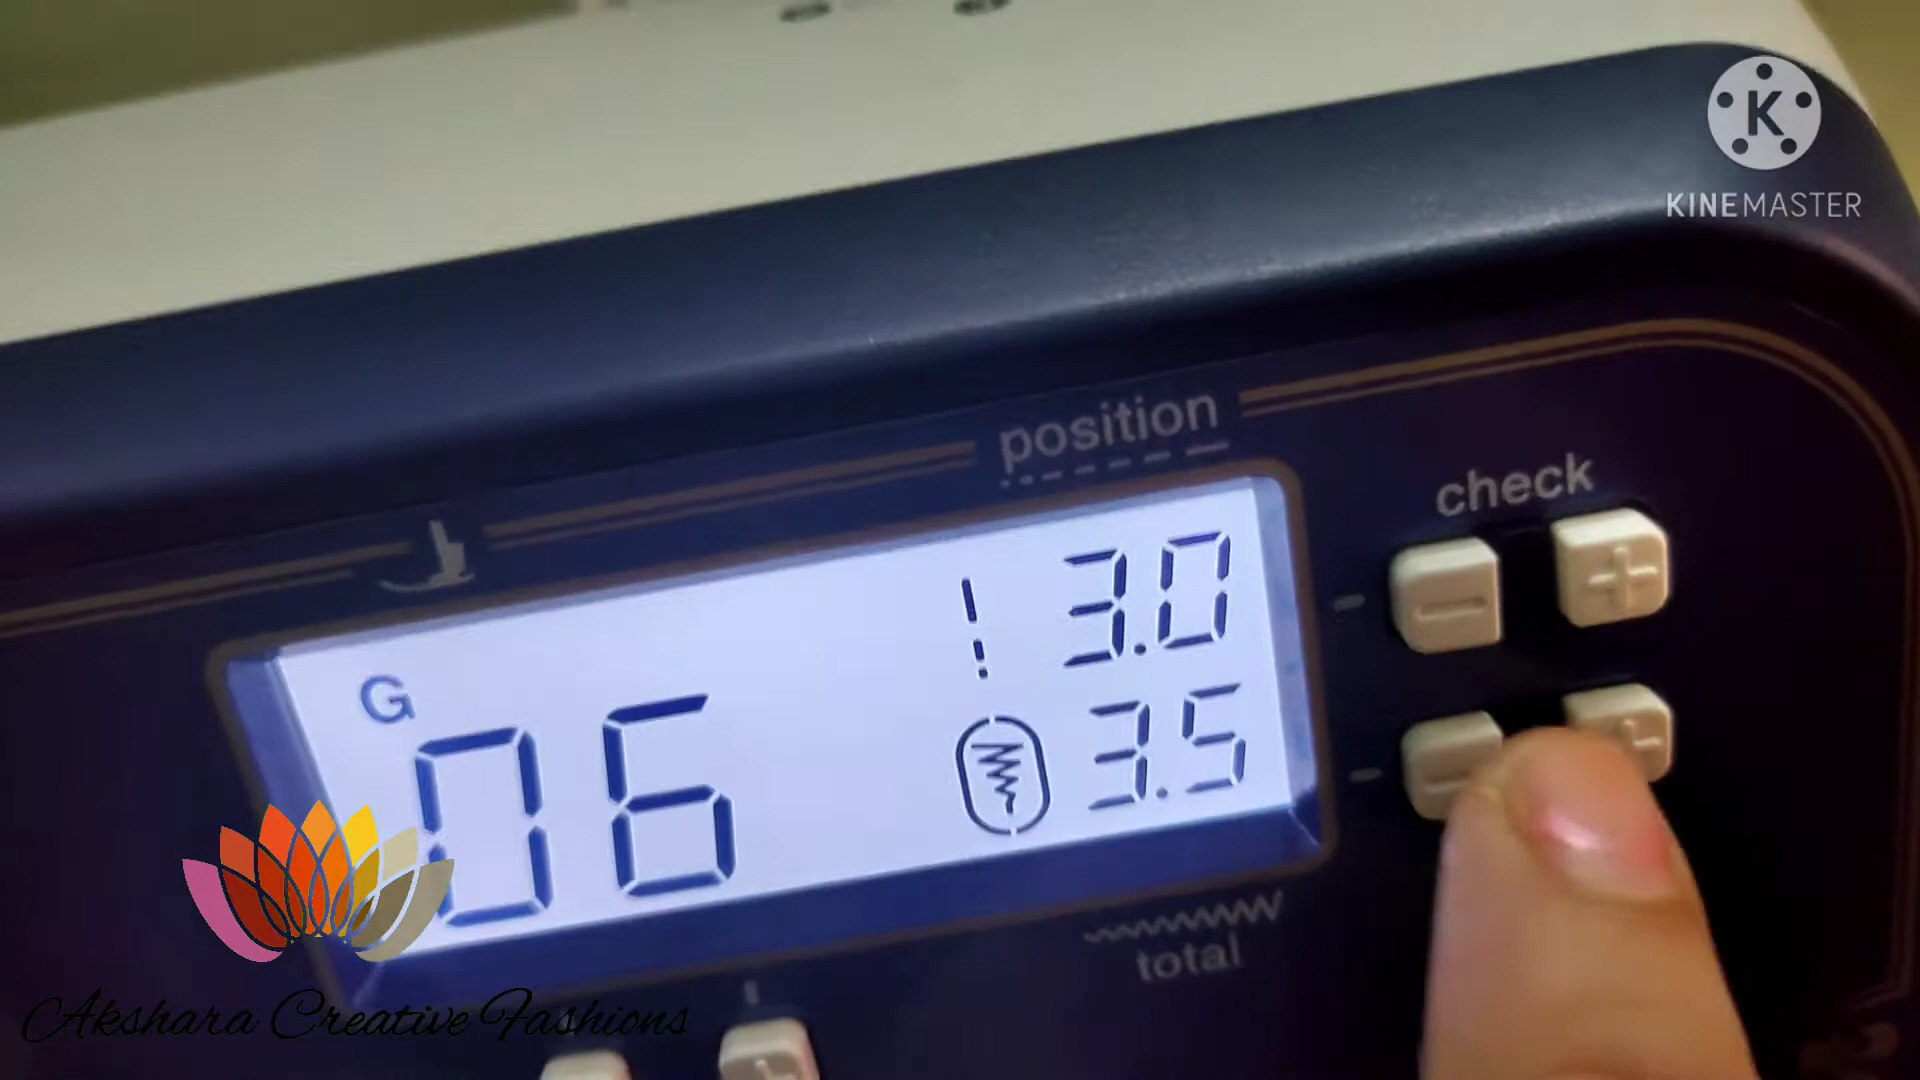 K
KINEMASTER
position
check
G
! 3.0
06
3.5
total
Akshara Creative Fashions